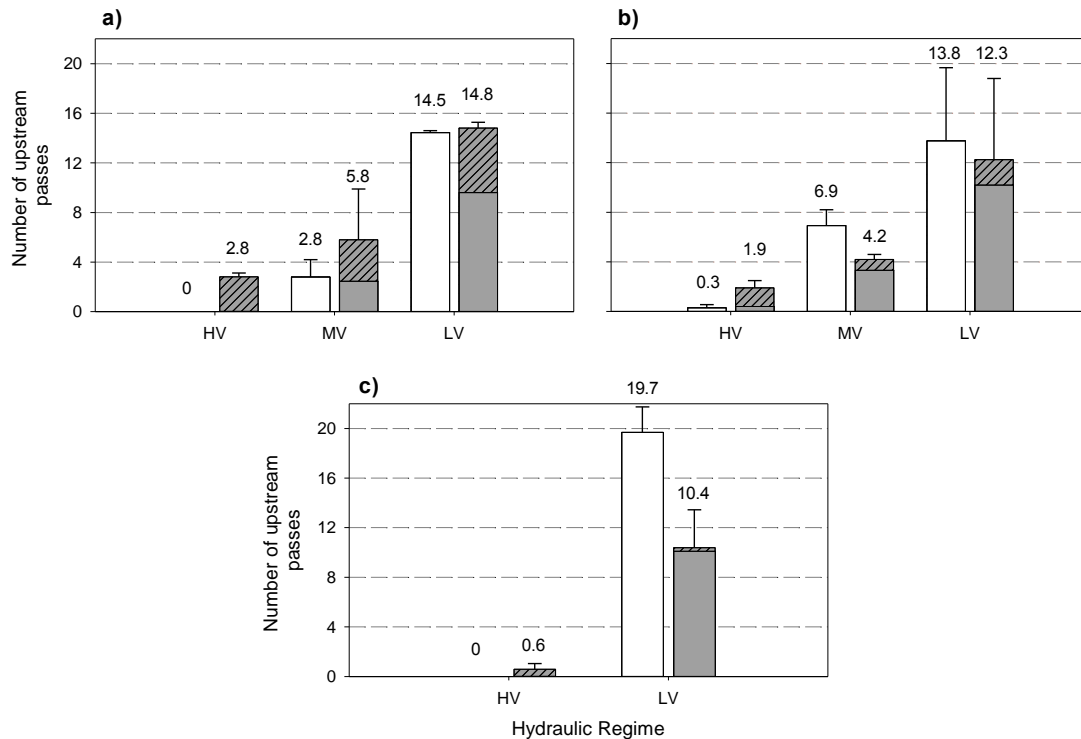 a)
Number of upstream
passes
20
16
12
8
4
0
0
2.8
2.8
5.8
14.5
14.8
HV
MV
LV
b)
0.3
1.9
6.9
4.2
13.8
12.3
HV
MV
LV
c)
Number of upstream
passes
20
16
12
8
4
0
0
0.6
19.7
10.4
HV
LV
Hydraulic Regime